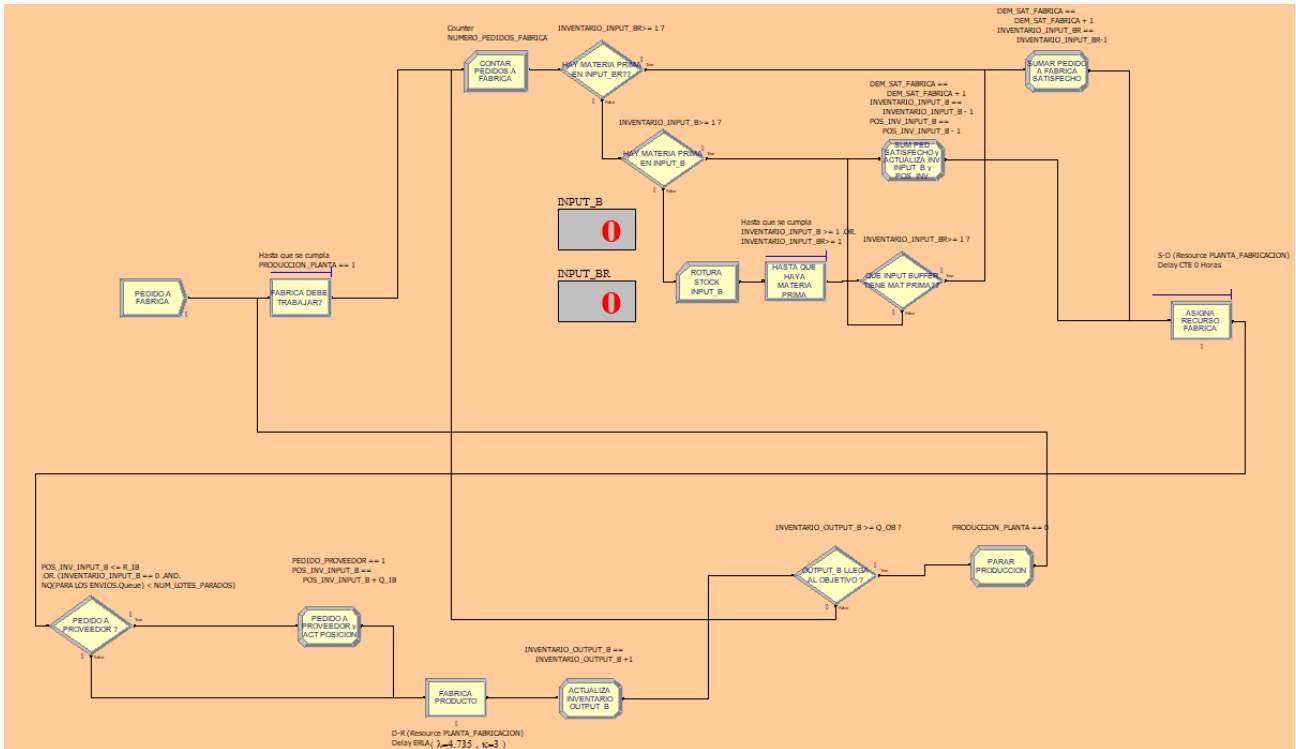 DEM_SAT_FABRICA ==
DEM_SAT_FABRICA + 1
INVENTARIO_INPUT_BR ==
INVENTARIO_INPUT_BR-1
Counter
NUMERO_PEDIDOS_FABRICA
INVENTARIO_INPUT_BR>= 1 ?
CONTAR
PEDIDOS A
FABRICA
HAY MATERIA PRIMA
EN INPUT_BR??
True
False
SUMAR PEDIDO
A FABRICA
SATISFECHO
DEM_SAT_FABRICA ==
DEM_SAT_FABRICA + 1
INVENTARIO_INPUT_B ==
INVENTARIO_INPUT_B - 1
POS_INV_INPUT_B ==
POS_INV_INPUT_B - 1
INVENTARIO_INPUT_B>= 1 ?
HAY MATERIA PRIMA
EN INPUT_B
True
False
SUM PED
SATISFECHO y
ACTUALIZA INV
INPUT_B y
POS_INV
INPUT_B
0
INPUT_BR
0
Hasta que se cumpla
INVENTARIO_INPUT_B >= 1 .OR.
INVENTARIO_INPUT_BR>= 1
INVENTARIO_INPUT_BR>= 1 ?
ROTURA
STOCK
INPUT_B
HASTA QUE
HAYA
MATERIA
PRIMA
QUE INPUT BUFFER
TIENE MAT PRIMA??
True
False
Hasta que se cumpla
PRODUCCION_PLANTA == 1
PEDIDO A
FABRICA
FABRICA DEBE
TRABAJAR?
S-D (Resource PLANTA_FABRICACION)
Delay CTE 0 Horas
ASIGNA
RECURSO
FABRICA
INVENTARIO_OUTPUT_B >= Q_OB ?
PRODUCCION_PLANTA == 0
OUTPUT_B LLEGA
AL OBJETIVO ?
True
False
PARAR
PRODUCCION
POS_INV_INPUT_B <= R_IB
.OR. (INVENTARIO_INPUT_B == 0 .AND.
NQ(PARA LOS ENVIOS.Queue) < NUM_LOTES_PARADOS)
PEDIDO_PROVEEDOR == 1
POS_INV_INPUT_B ==
POS_INV_INPUT_B + Q_IB
PEDIDO A
PROVEEDOR ?
True
False
PEDIDO A
PROVEEDOR y
ACT POSICION
INVENTARIO_OUTPUT_B ==
INVENTARIO_OUTPUT_B +1
FABRICA
PRODUCTO
ACTUALIZA
INVENTARIO
OUTPUT_B
D-R (Resource PLANTA_FABRICACION)
Delay ERLA( λ=4.735 , κ=3 )